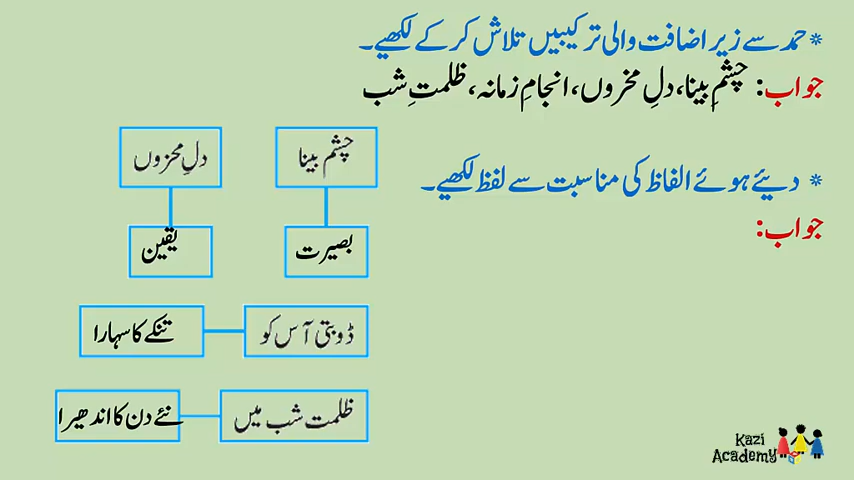 * حمد سے زیر اضافت والی ترکیبیں تلاش کر کے لکھیے۔
جواب: چشمِ بینا، دلِ مخروں، انجامِ زمانہ، ظلمتِ شب
* دیئے ہوئے الفاظ کی مناسبت سے لفظ لکھیے۔
جواب:
چشم بینا
دلِ محزوں
بصیرت
یقین
ڈوبتی آس کو
تنکے کا سہارا
ظلمت شب میں
نئے دن کا اندھیرا
Kazi
Academy